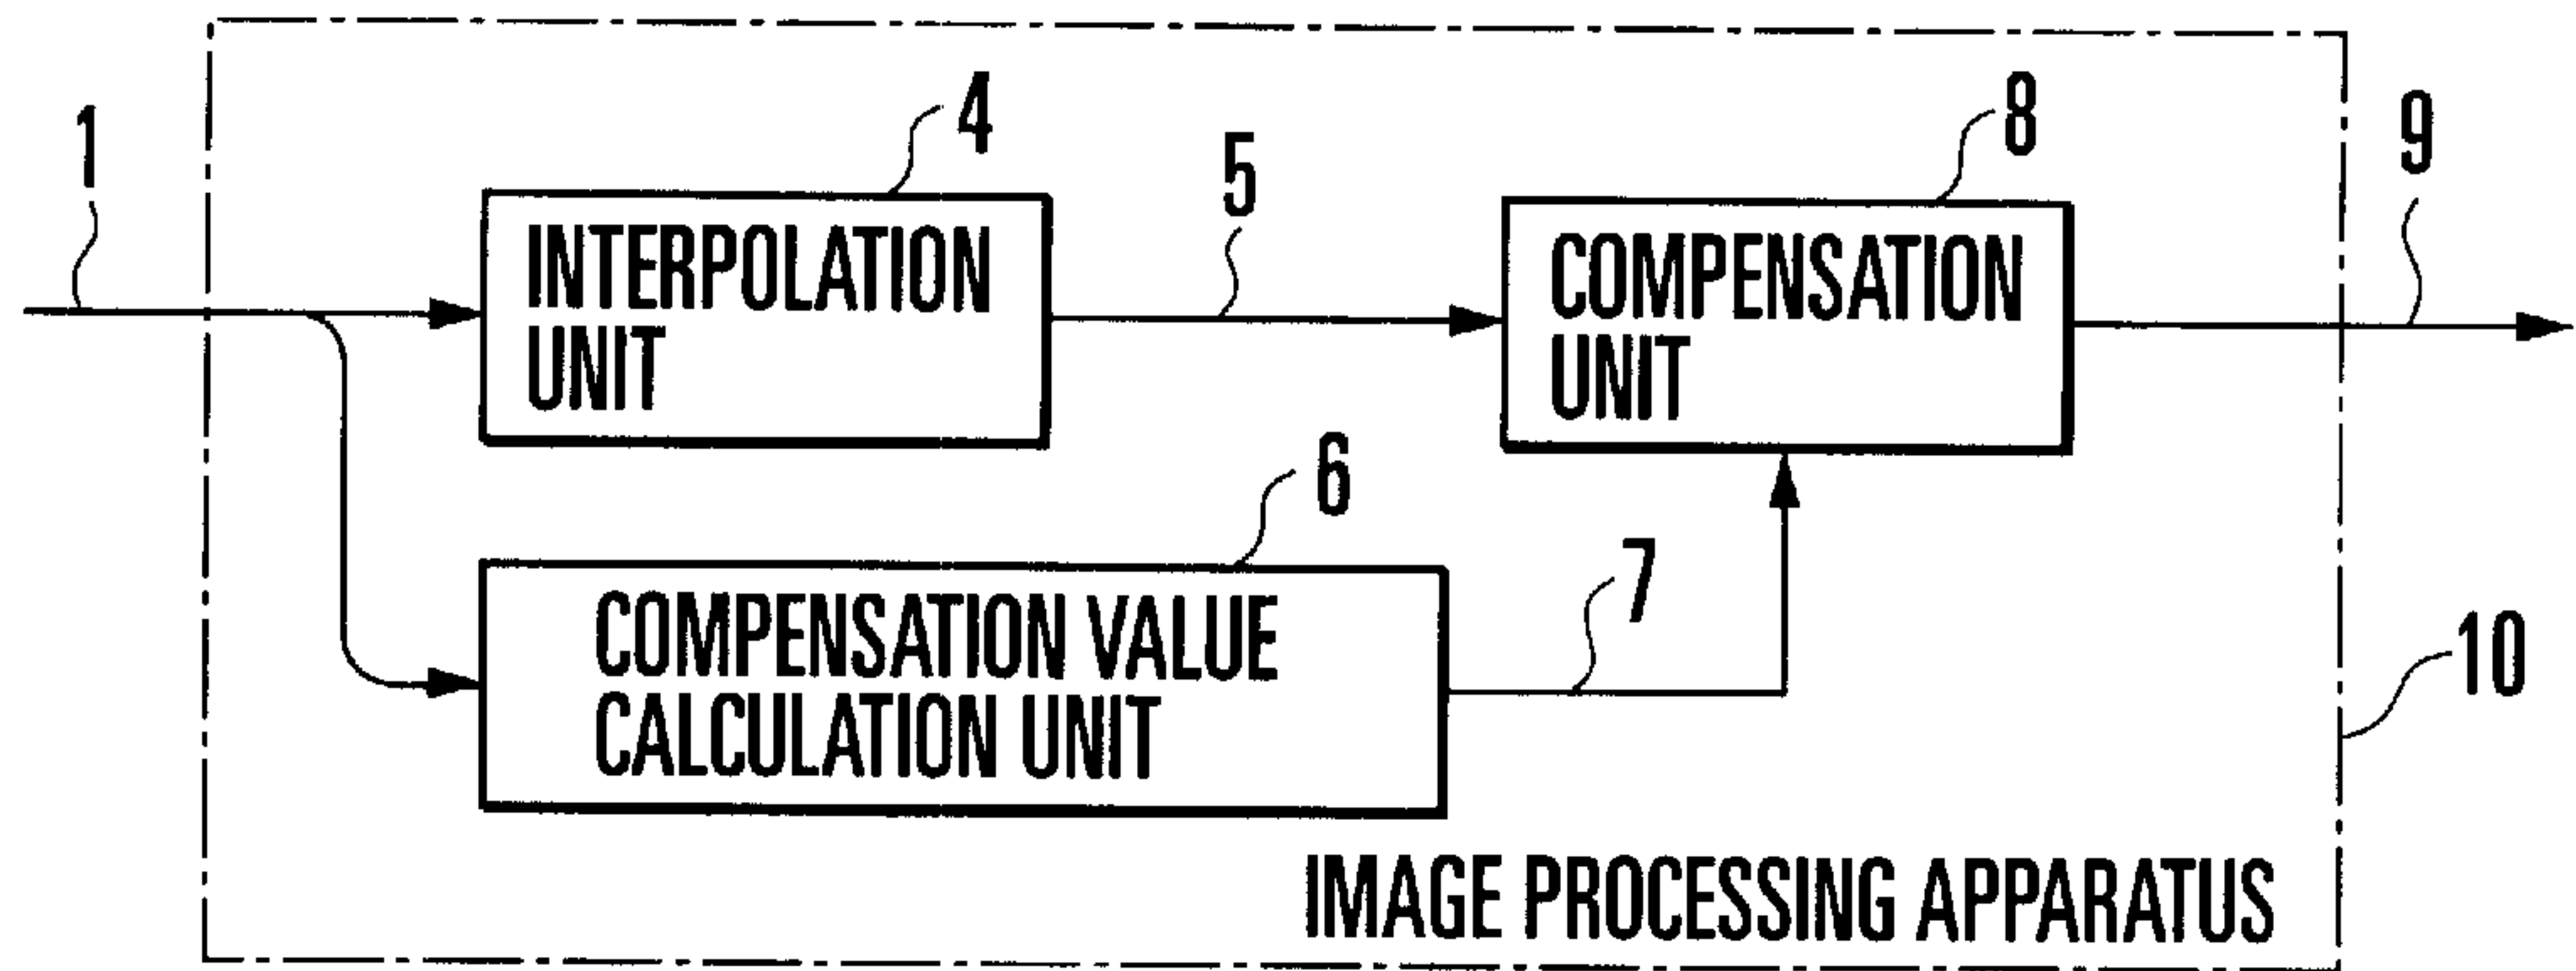 1
4
5
8
9
INTERPOLATION
UNIT
COMPENSATION
UNIT
6
7
10
COMPENSATION VALUE
CALCULATION UNIT
IMAGE PROCESSING APPARATUS